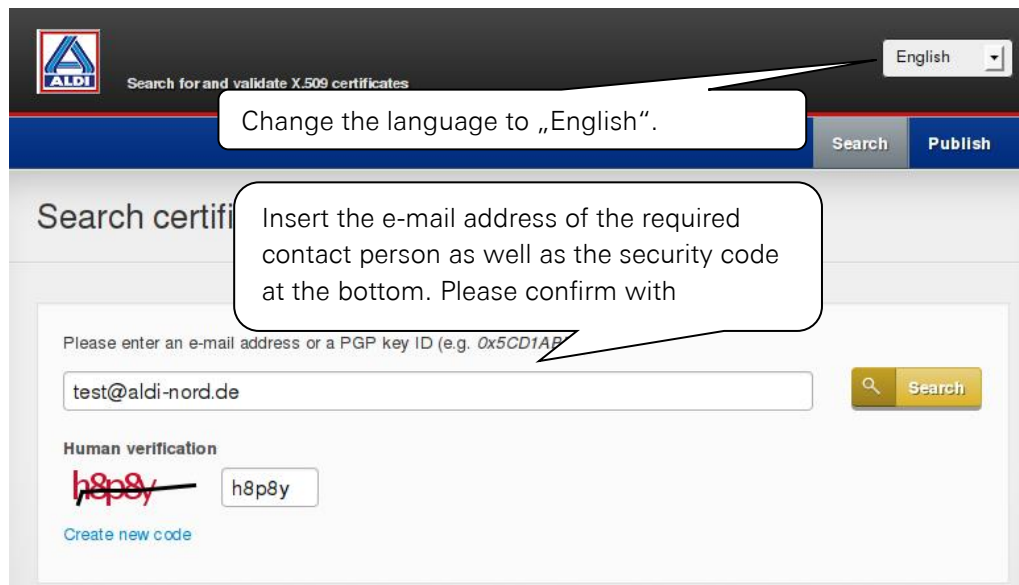 ALDI
Search for and validate X.509 certificates
English
Change the language to „English“.
Search
Publish
Search certifi
Insert the e-mail address of the required
contact person as well as the security code
at the bottom. Please confirm with
Please enter an e-mail address or a PGP key ID (e.g. 0x5CD1AB
test@aldi-nord.de
Search
Human verification
h8p8y
h8p8y
Create new code